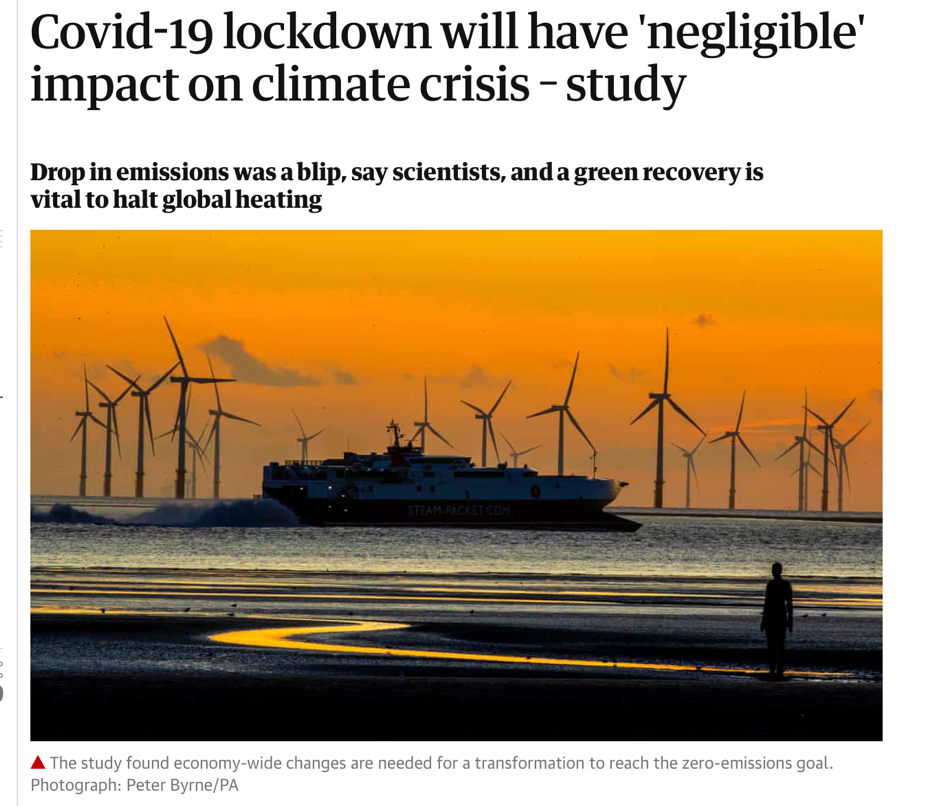 Covid-19 lockdown will have 'negligible'
impact on climate crisis – study
Drop in emissions was a blip, say scientists, and a green recovery is
vital to halt global heating
STEAM-PACKET.COM
The study found economy-wide changes are needed for a transformation to reach the zero-emissions goal.
Photograph: Peter Byrne/PA